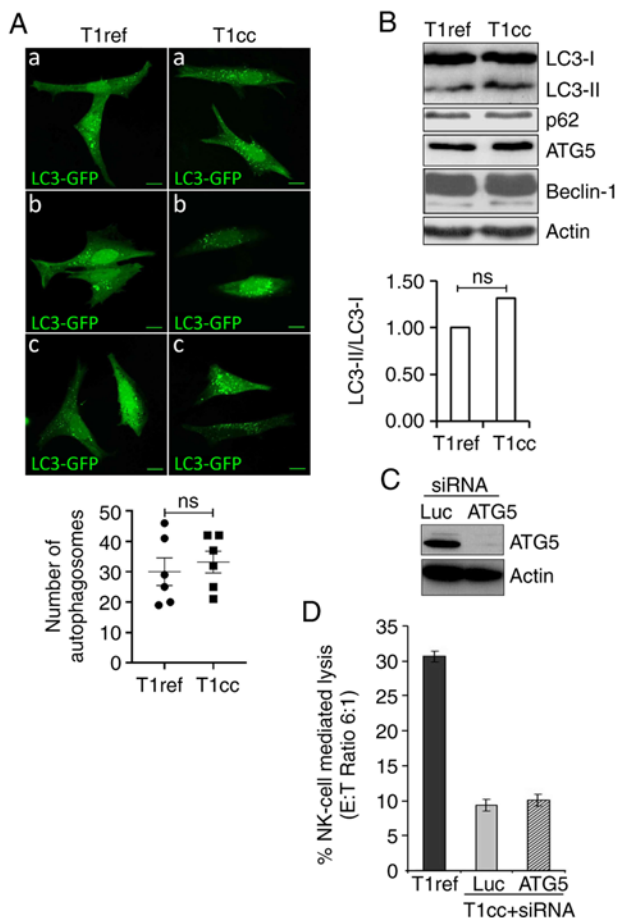 A
T1ref
T1cc
a
LC3-GFP
a
LC3-GFP
b
LC3-GFP
b
LC3-GFP
c
LC3-GFP
c
LC3-GFP
Number of
autophagosomes
50
40
30
20
10
0
ns
T1ref
T1cc
B
T1ref T1cc
LC3-I
LC3-II
p62
ATG5
Beclin-1
Actin
LC3-II/LC3-I
1.50
1.00
0.50
0.00
ns
T1ref
T1cc
C
siRNA
Luc ATG5
ATG5
Actin
D
% NK-cell mediated lysis
(E:T Ratio 6:1)
35
30
25
20
15
10
5
0
T1ref
Luc
ATG5
T1cc+siRNA